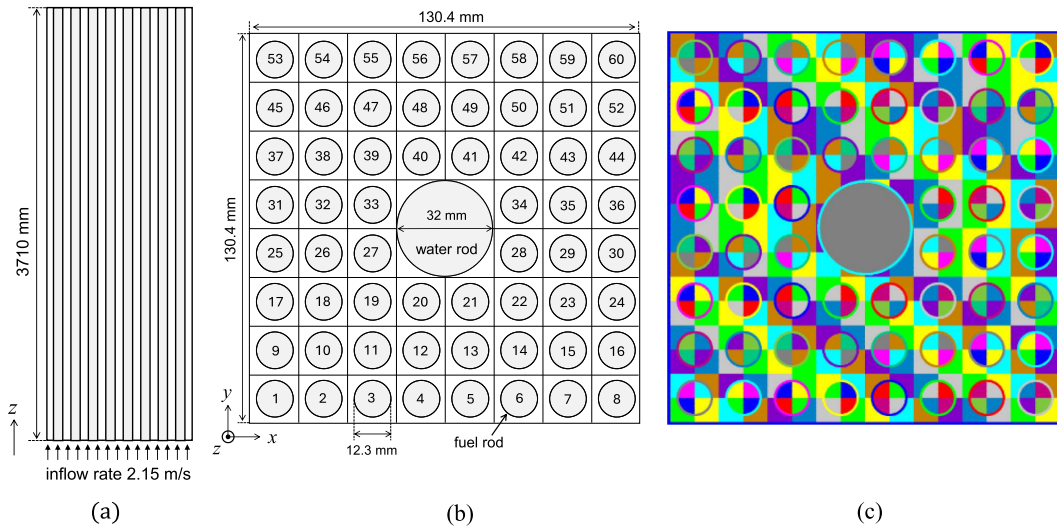 3710 mm
z
inflow rate 2.15 m/s
(a)
130.4 mm
130.4 mm
53 54 55 56 57 58 59 60
45 46 47 48 49 50 51 52
37 38 39 40 41 42 43 44
31 32 33 34 35 36
32 mm
water rod
25 26 27 28 29 30
17 18 19 20 21 22 23 24
9 10 11 12 13 14 15 16
1 2 3 4 5 6 7 8
y
z x
12.3 mm
fuel rod
(b)
(c)